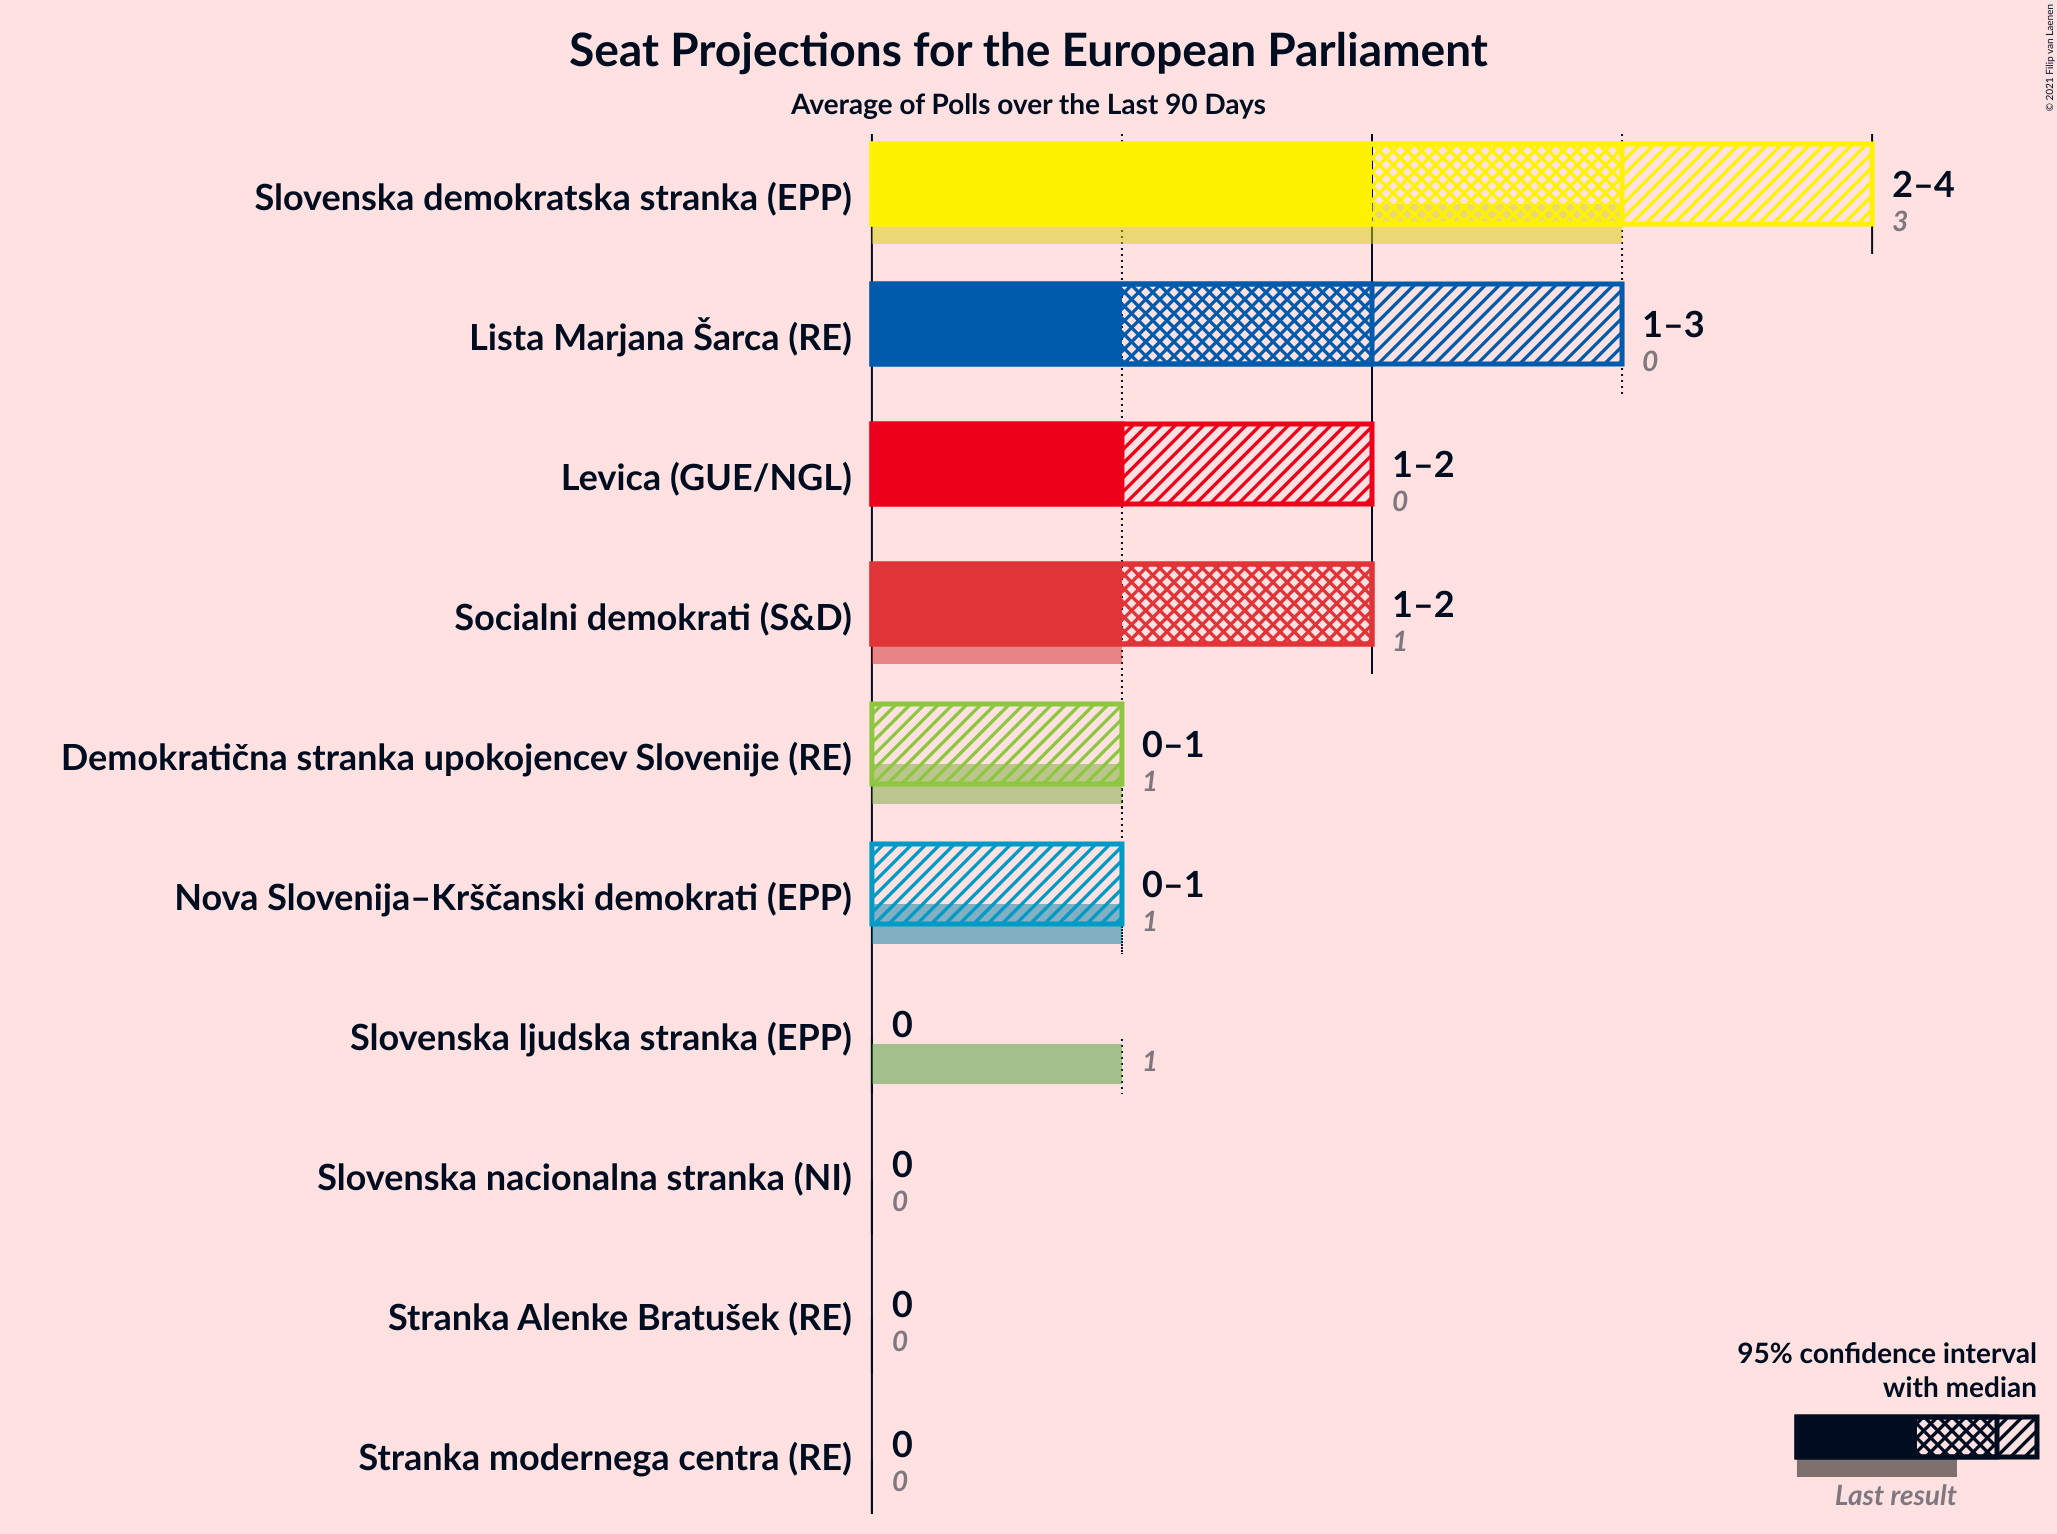 Seat Projections for the European Parliament
Average of Polls over the Last 90 Days
© 2021 Filip van Laenen
Slovenska demokratska stranka (EPP)
2–4
3
Lista Marjana Šarca (RE)
1–3
0
Levica (GUE/NGL)
1–2
0
Socialni demokrati (S&D)
1–2
1
Demokratična stranka upokojencev Slovenije (RE)
0–1
1
Nova Slovenija–Krščanski demokrati (EPP)
0–1
1
Slovenska ljudska stranka (EPP)
0
1
Slovenska nacionalna stranka (NI)
0
0
Stranka Alenke Bratušek (RE)
0
0
Stranka modernega centra (RE)
0
0
95% confidence interval
with median
Last result